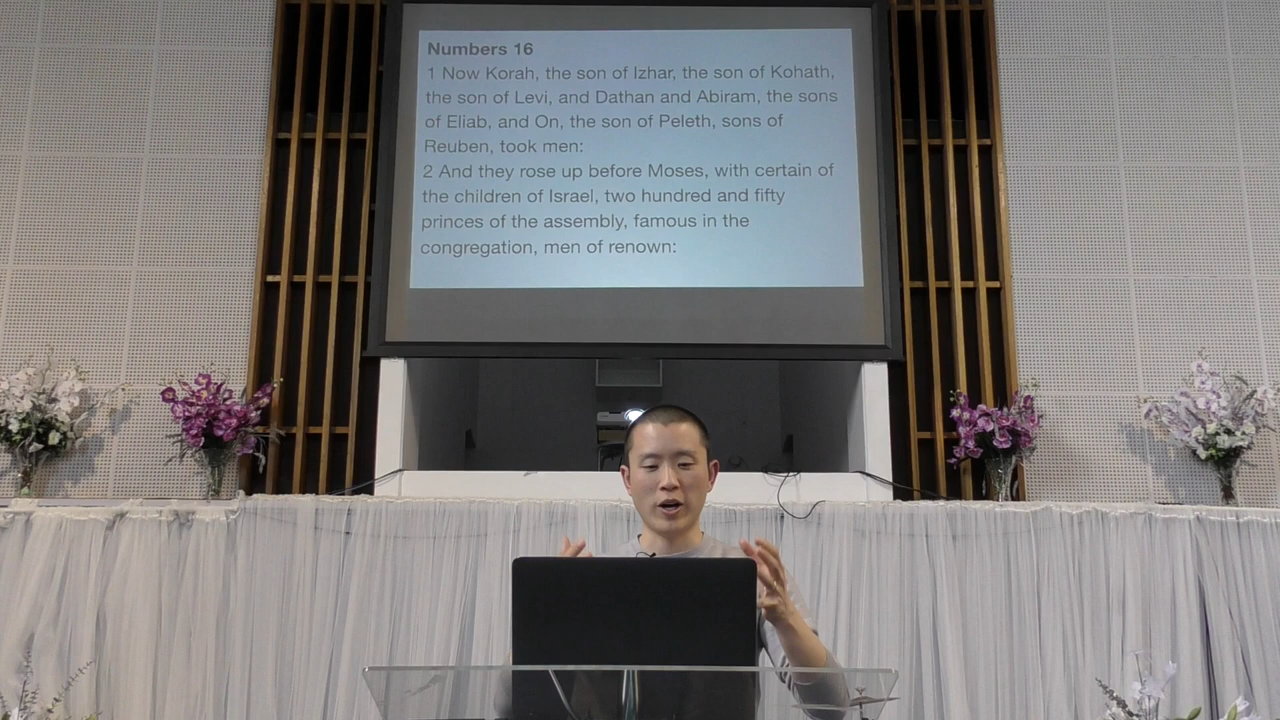 Numbers 16
1 Now Korah, the son of Izhar, the son of Kohath,
the son of Levi, and Dathan and Abiram, the sons
of Eliab, and On, the son of Peleth, sons of
Reuben, took men:
2 And they rose up before Moses, with certain of
the children of Israel, two hundred and fifty
princes of the assembly, famous in the
congregation, men of renown: